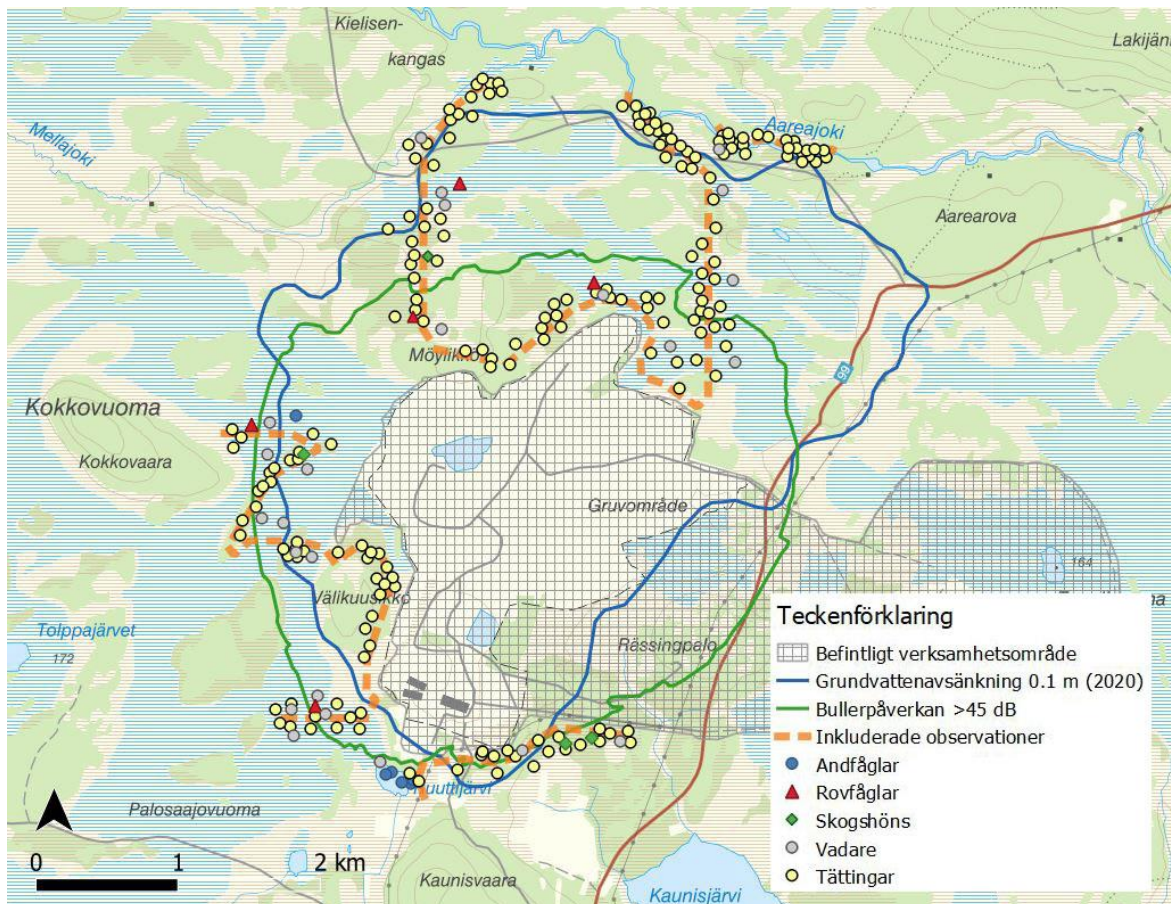 Kielisen-
kangas
Lakijän
Mellajoki
Aareajoki
Aarearova
99
Möylikkö
Kokkovuoma
Kokkovaara
Gruvområde
164
Välikuusikko
Tolppajärvet
172
Rässingpalo
Ruuttijärvi
Palosaajovuoma
Kaunisvaara
Kaunisjärvi
0 1 2 km
Teckenförklaring
Befintligt verksamhetsområde
Grundvattenavsänkning 0.1 m (2020)
Bullerpåverkan >45 dB
Inkluderade observationer
Andfåglar
Rovfåglar
Skogshöns
Vadare
Tättingar